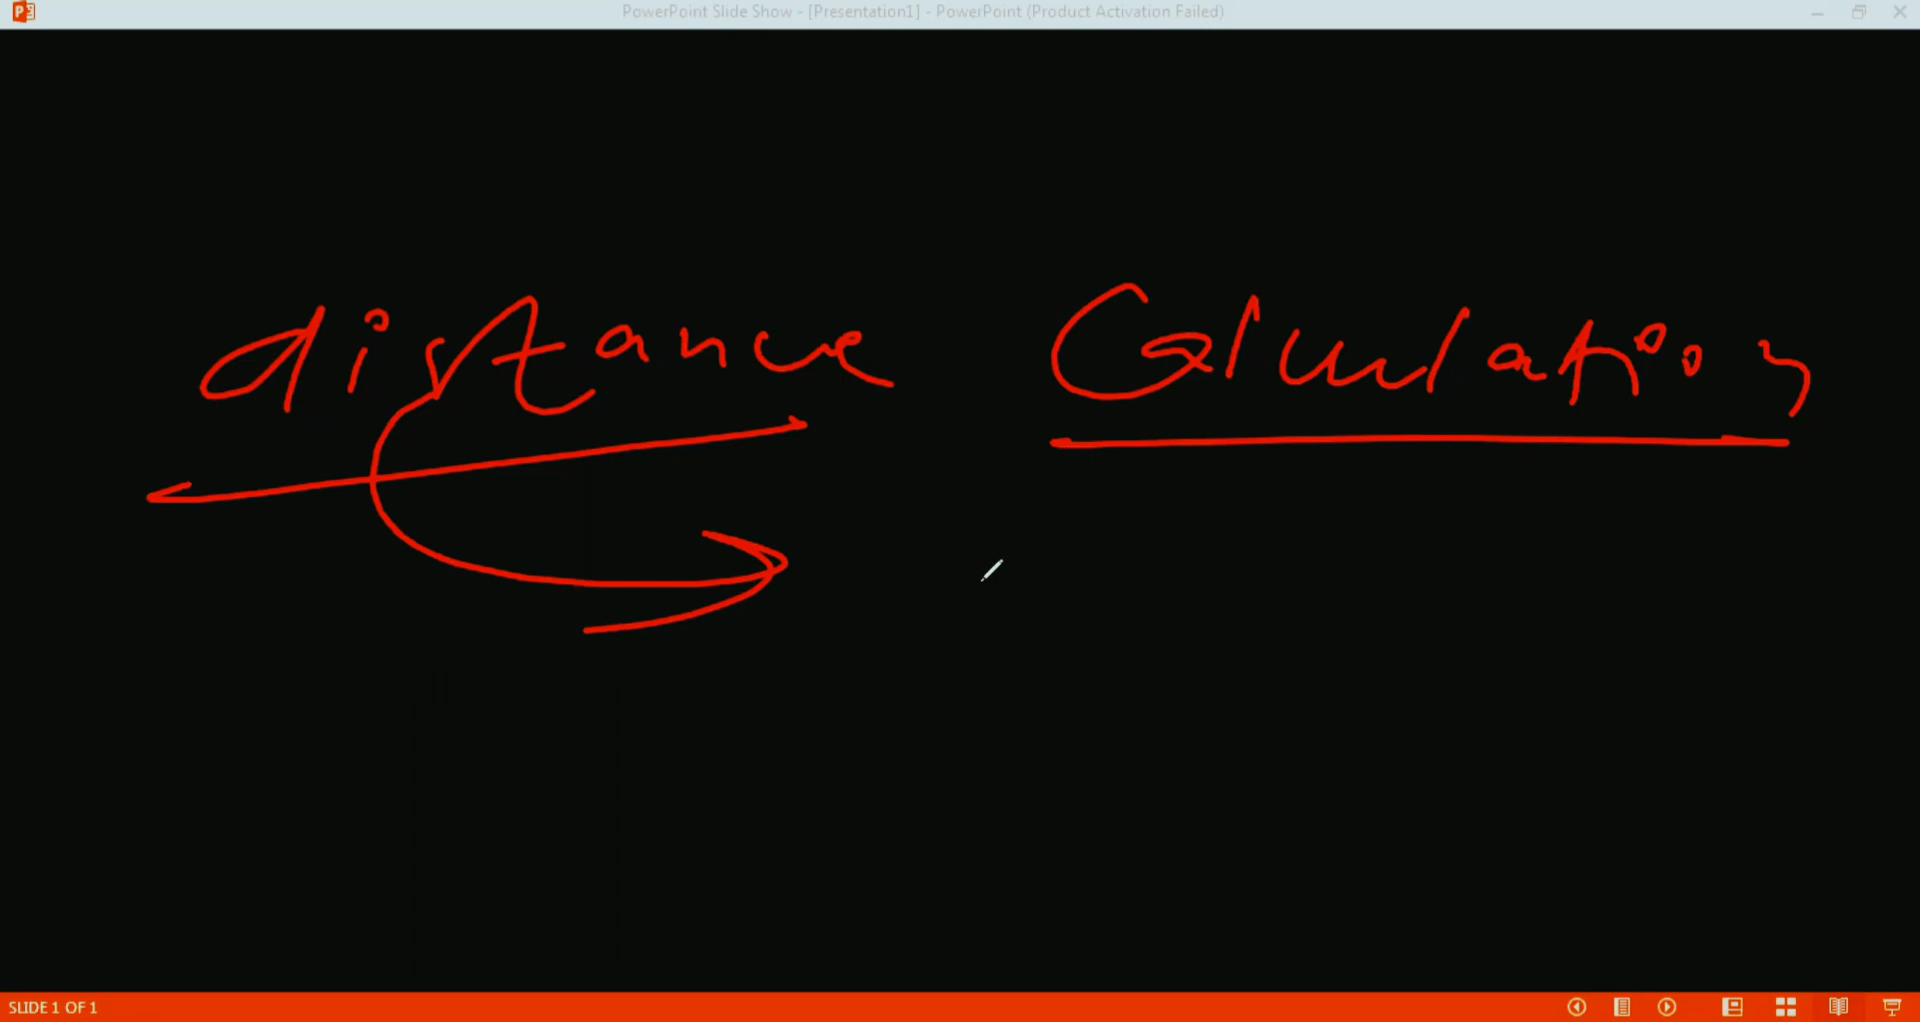 PowerPoint Slide Show - [Presentation1] - PowerPoint (Product Activation Failed)
distance Calculation
SLIDE 1 OF 1